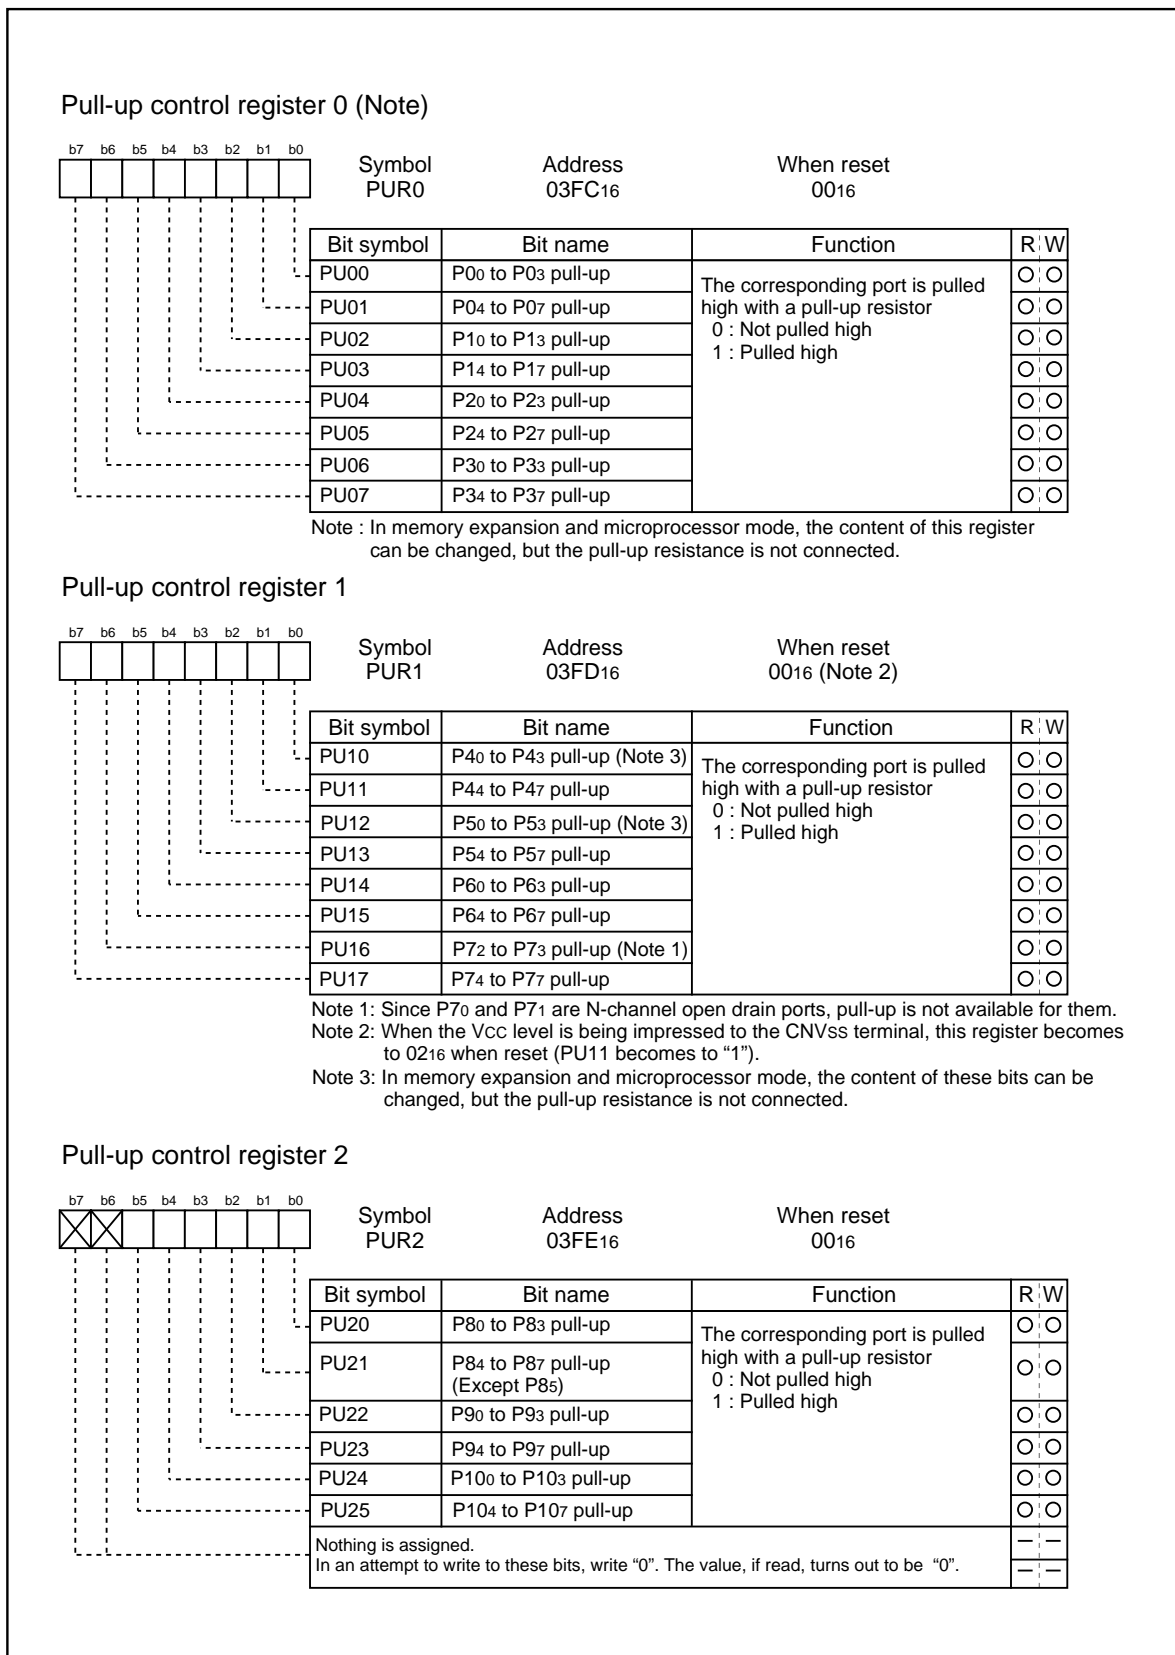 Pull-up control register 0 (Note)
b7 b6 b5 b4 b3 b2 b1 b0
Symbol Address When reset
PUR0 03FC16 0016
Bit symbol Bit name Function R W
PU00 P00 to P03 pull-up
The corresponding port is pulled
PU01 P04 to P07 pull-up
high with a pull-up resistor
0 : Not pulled high
PU02 P10 to P13 pull-up
1 : Pulled high
PU03 P14 to P17 pull-up
PU04 P20 to P23 pull-up
PU05 P24 to P27 pull-up
PU06 P30 to P33 pull-up
PU07 P34 to P37 pull-up
Note : In memory expansion and microprocessor mode, the content of this register
can be changed, but the pull-up resistance is not connected.
Pull-up control register 1
b7 b6 b5 b4 b3 b2 b1 b0
Symbol Address When reset
PUR1 03FD16 0016 (Note 2)
Bit symbol Bit name Function R W
PU10 P40 to P43 pull-up (Note 3)
The corresponding port is pulled
PU11 P44 to P47 pull-up
high with a pull-up resistor
0 : Not pulled high
PU12 P50 to P53 pull-up (Note 3)
1 : Pulled high
PU13 P54 to P57 pull-up
PU14 P60 to P63 pull-up
PU15 P64 to P67 pull-up
PU16 P72 to P73 pull-up (Note 1)
PU17 P74 to P77 pull-up
Note 1: Since P70 and P71 are N-channel open drain ports, pull-up is not available for them.
Note 2: When the VCC level is being impressed to the CNVSS terminal, this register becomes
to 0216 when reset (PU11 becomes to “1”).
Note 3: In memory expansion and microprocessor mode, the content of these bits can be
changed, but the pull-up resistance is not connected.
Pull-up control register 2
b7 b6 b5 b4 b3 b2 b1 b0
Symbol Address When reset
PUR2 03FE16 0016
Bit symbol Bit name Function R W
PU20 P80 to P83 pull-up
The corresponding port is pulled
PU21 P84 to P87 pull-up
high with a pull-up resistor
(Except P85)
0 : Not pulled high
1 : Pulled high
PU22 P90 to P93 pull-up
PU23 P94 to P97 pull-up
PU24 P100 to P103 pull-up
PU25 P104 to P107 pull-up
Nothing is assigned.
In an attempt to write to these bits, write “0”. The value, if read, turns out to be “0”.